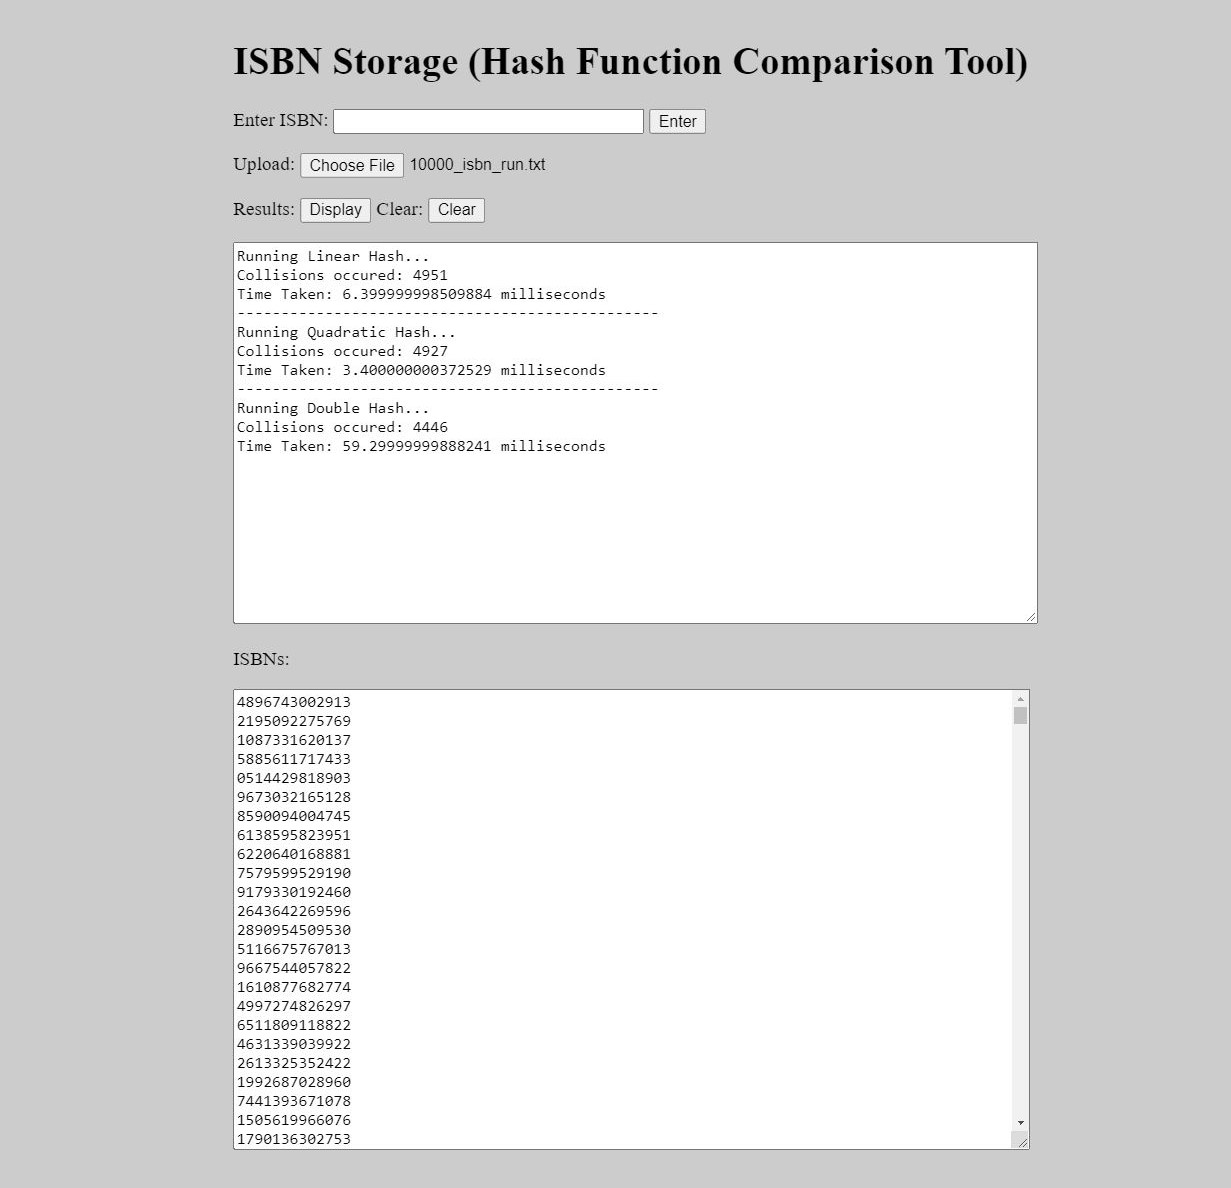 ISBN Storage (Hash Function Comparison Tool)
Enter ISBN: Enter
Upload: Choose File 10000_isbn_run.txt
Results: Display Clear: Clear
Running Linear Hash...
Collisions occured: 4951
Time Taken: 6.399999998509884 milliseconds
------------------------------------------------
Running Quadratic Hash...
Collisions occured: 4927
Time Taken: 3.400000000372529 milliseconds
------------------------------------------------
Running Double Hash...
Collisions occured: 4446
Time Taken: 59.29999999888241 milliseconds
ISBNs:
4896743002913
2195092275769
1087331620137
5885611717433
0514429818903
9673032165128
8590094004745
6138595823951
6220640168881
7579599529190
9179330192460
2643642269596
2890954509530
5116675767013
9667544057822
1610877682774
4997274826297
6511809118822
4631339039922
2613325352422
1992687028960
7441393671078
1505619966076
1790136302753